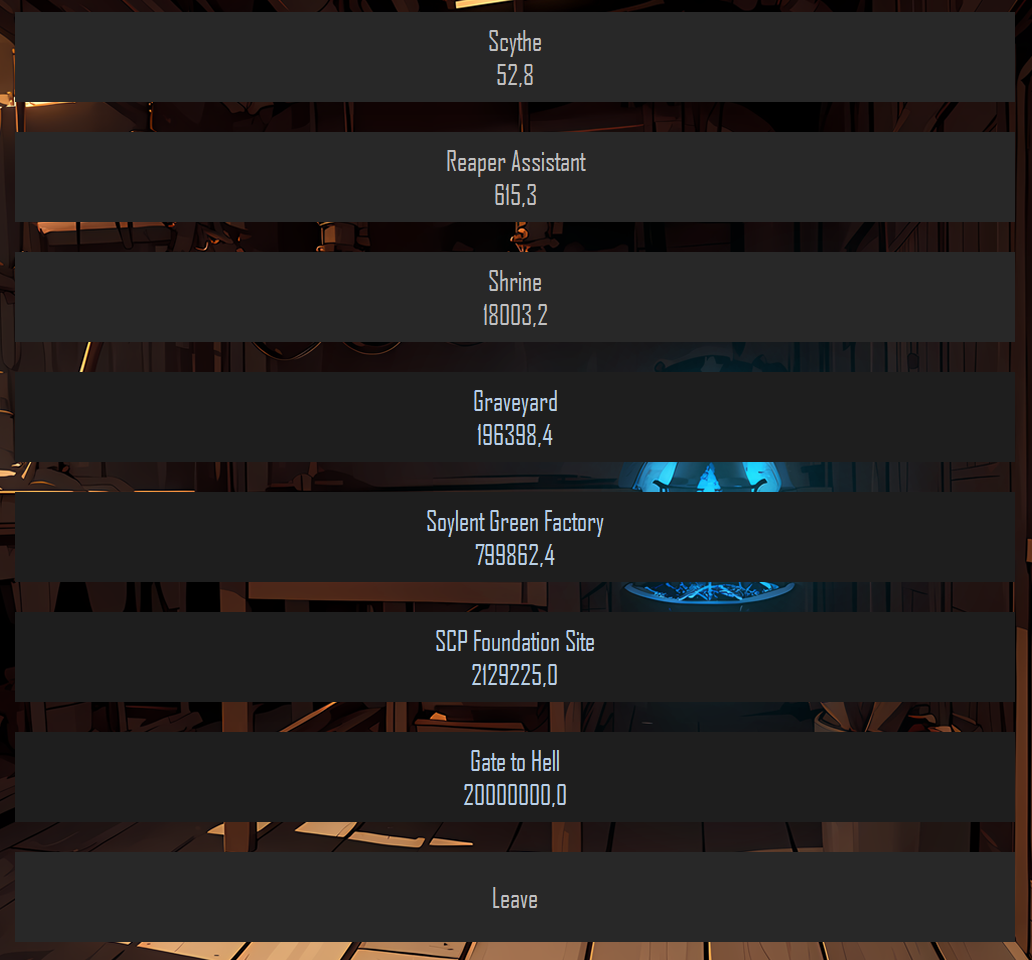 Scythe
52,8
Reaper Assistant
615,3
Shrine
18003,2
Graveyard
196398,4
Soylent Green Factory
799862,4
SCP Foundation Site
2129225,0
Gate to Hell
20000000,0
Leave